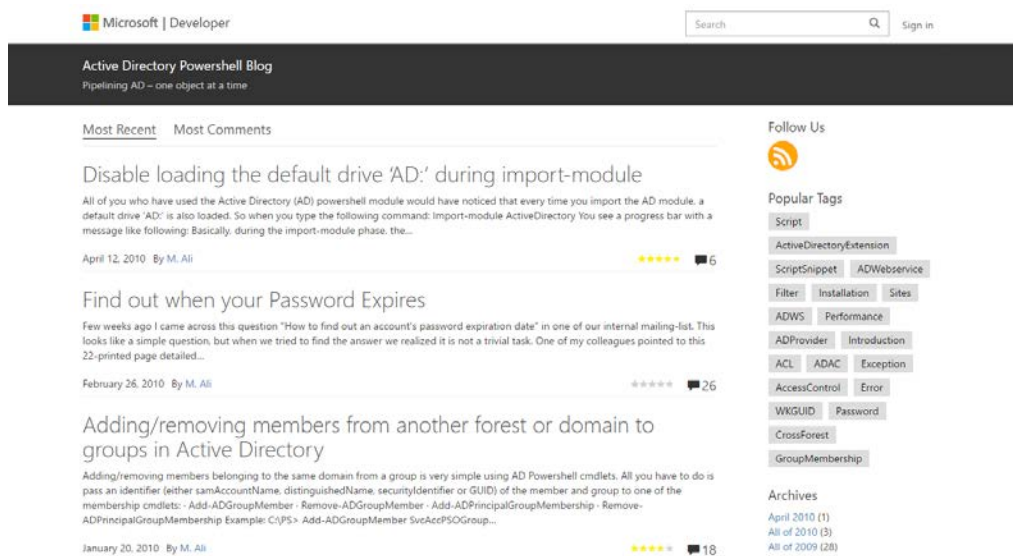 Microsoft | Developer
Search
Sign in
Active Directory Powershell Blog
Pipelining AD – one object at a time
Most Recent Most Comments
Disable loading the default drive ‘AD:’ during import-module
All of you who have used the Active Directory (AD) powershell module would have noticed that every time you import the AD module, a
default drive 'AD:' is also loaded. So when you type the following command: Import-module ActiveDirectory You see a progress bar with a
message like following: Basically, during the import-module phase, the...
April 12, 2010 By M. Ali
6
Find out when your Password Expires
Few weeks ago I came across this question "How to find out an account's password expiration date" in one of our internal mailing-list. This
looks like a simple question, but when we tried to find the answer we realized it is not a trivial task. One of my colleagues pointed to this
22-printed page detailed...
February 26, 2010 By M. Ali
26
Adding/removing members from another forest or domain to
groups in Active Directory
Adding/removing members belonging to the same domain from a group is very simple using AD Powershell cmdlets. All you have to do is
pass an identifier (either samAccountName, distinguishedName, securityIdentifier or GUID) of the member and group to one of the
membership cmdlets: - Add-ADGroupMember - Remove-ADGroupMember - Add-ADPrincipalGroupMembership - Remove-
ADPrincipalGroupMembership Example: C:\PS> Add-ADGroupMember SvcAccPSOGroup...
January 20, 2010 By M. Ali
18
Follow Us
Popular Tags
Script
ActiveDirectoryExtension
ScriptSnippet ADWebservice
Filter Installation Sites
ADWS Performance
ADProvider Introduction
ACL ADAC Exception
AccessControl Error
WKGUID Password
CrossForest
GroupMembership
Archives
April 2010 (1)
All of 2010 (3)
All of 2009 (28)